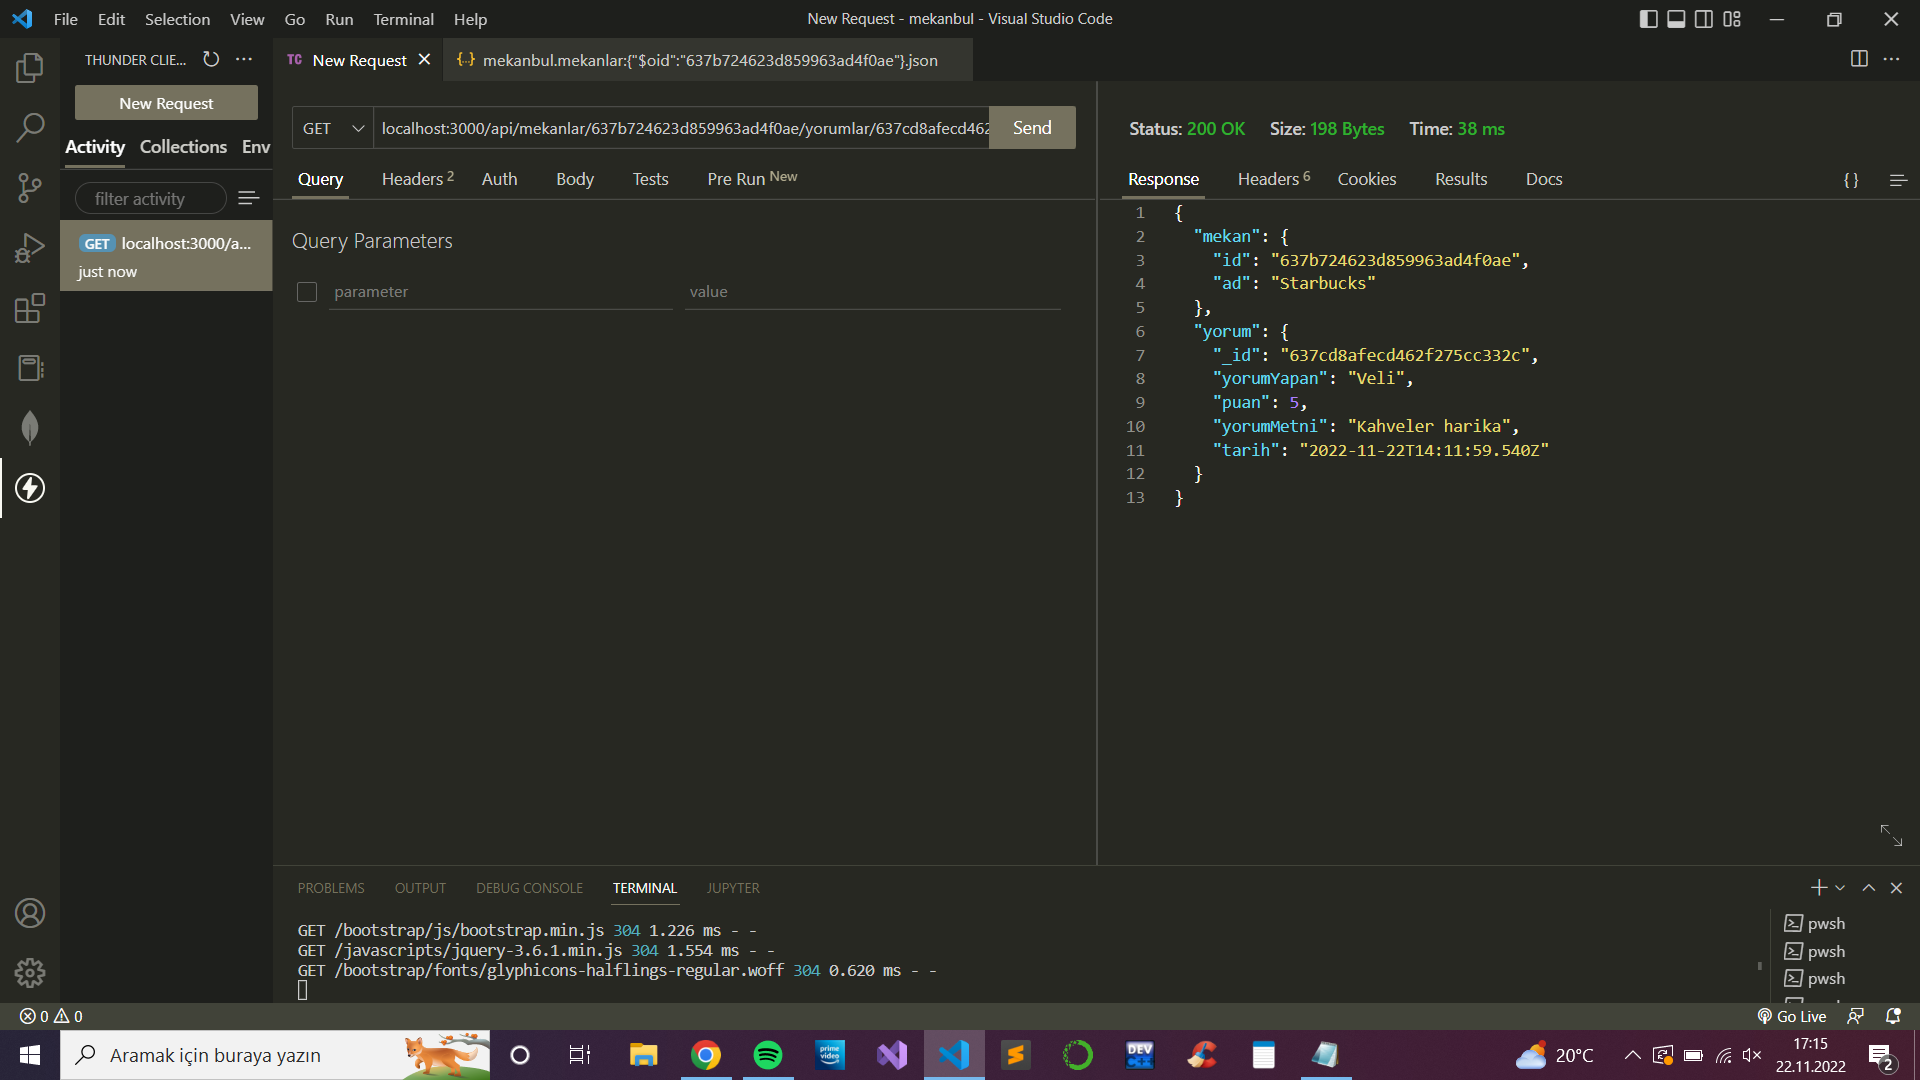 File Edit Selection View Go Run Terminal Help
New Request - mekanbul - Visual Studio Code
THUNDER CLIE...
New Request
Activity Collections Env
filter activity
GET localhost:3000/a...
just now
TC New Request
{..} mekanbul.mekanlar:{"$oid":"637b724623d859963ad4f0ae"}.json
GET
localhost:3000/api/mekanlar/637b724623d859963ad4f0ae/yorumlar/637cd8afecd462
Send
Query Headers 2 Auth Body Tests Pre Run New
Query Parameters
parameter value
Status: 200 OK Size: 198 Bytes Time: 38 ms
Response Headers 6 Cookies Results Docs { }
1 {
2 "mekan": {
3 "id": "637b724623d859963ad4f0ae",
4 "ad": "Starbucks"
5 },
6 "yorum": {
7 "_id": "637cd8afecd462f275cc332c",
8 "yorumYapan": "Veli",
9 "puan": 5,
10 "yorumMetni": "Kahveler harika",
11 "tarih": "2022-11-22T14:11:59.540Z"
12 }
13 }
PROBLEMS OUTPUT DEBUG CONSOLE TERMINAL JUPYTER
GET /bootstrap/js/bootstrap.min.js 304 1.226 ms - -
GET /javascripts/jquery-3.6.1.min.js 304 1.554 ms - -
GET /bootstrap/fonts/glyphicons-halflings-regular.woff 304 0.620 ms - -
pwsh
pwsh
pwsh
0 0
Go Live
Aramak için buraya yazın
prime video
DEV
20°C
17:15
22.11.2022
2